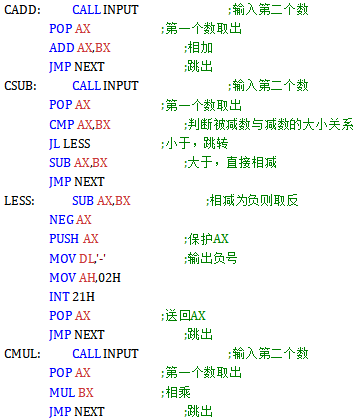 CADD: CALL INPUT ;输入第二个数
POP AX ;第一个数取出
ADD AX,BX ;相加
JMP NEXT ;跳出
CSUB: CALL INPUT ;输入第二个数
POP AX ;第一个数取出
CMP AX,BX ;判断被减数与减数的大小关系
JL LESS ;小于，跳转
SUB AX,BX ;大于，直接相减
JMP NEXT
LESS: SUB AX,BX ;相减为负则取反
NEG AX
PUSH AX ;保护AX
MOV DL,'-' ;输出负号
MOV AH,02H
INT 21H
POP AX ;送回AX
JMP NEXT ;跳出
CMUL: CALL INPUT ;输入第二个数
POP AX ;第一个数取出
MUL BX ;相乘
JMP NEXT ;跳出